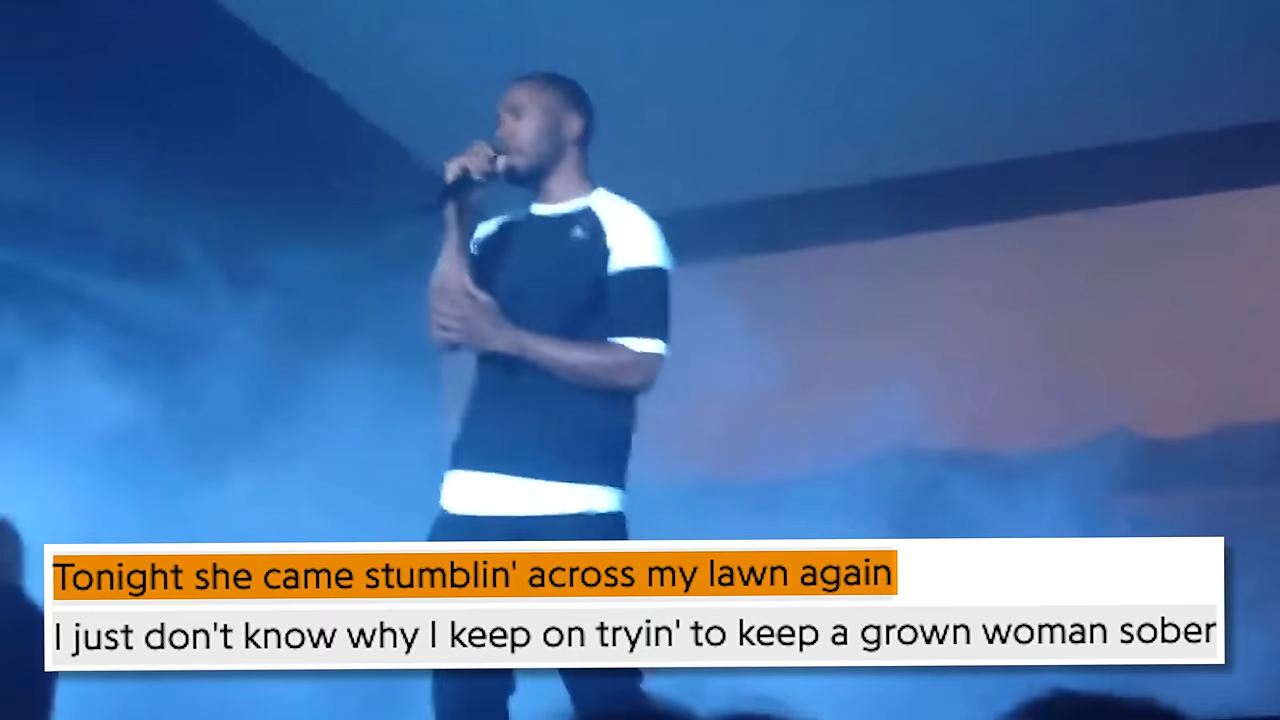 Tonight she came stumblin' across my lawn again
I just don't know why I keep on tryin' to keep a grown woman sober